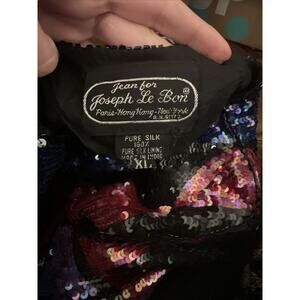 Jean for
Joseph Le Bon®
Paris-Hong Kong-New York
R.N. 91773
PURE SILK
100%
PURE SILK LINING
MADE IN INDIA
XL